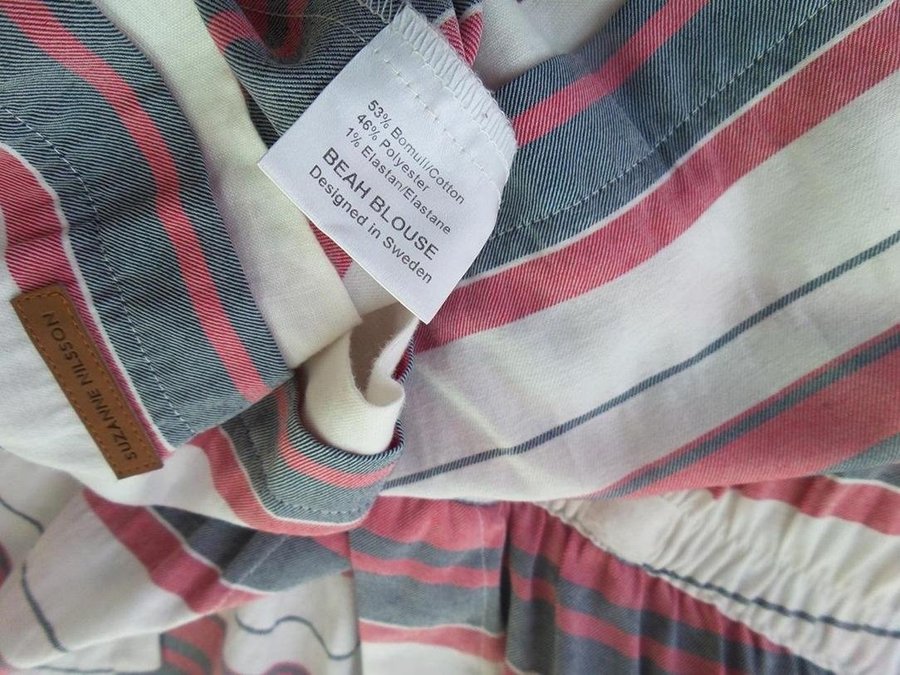 53% Bomull/Cotton
46% Polyester
1% Elastan/Elastane
BEAH BLOUSE
Designed in Sweden
SUZANNE NILSSON